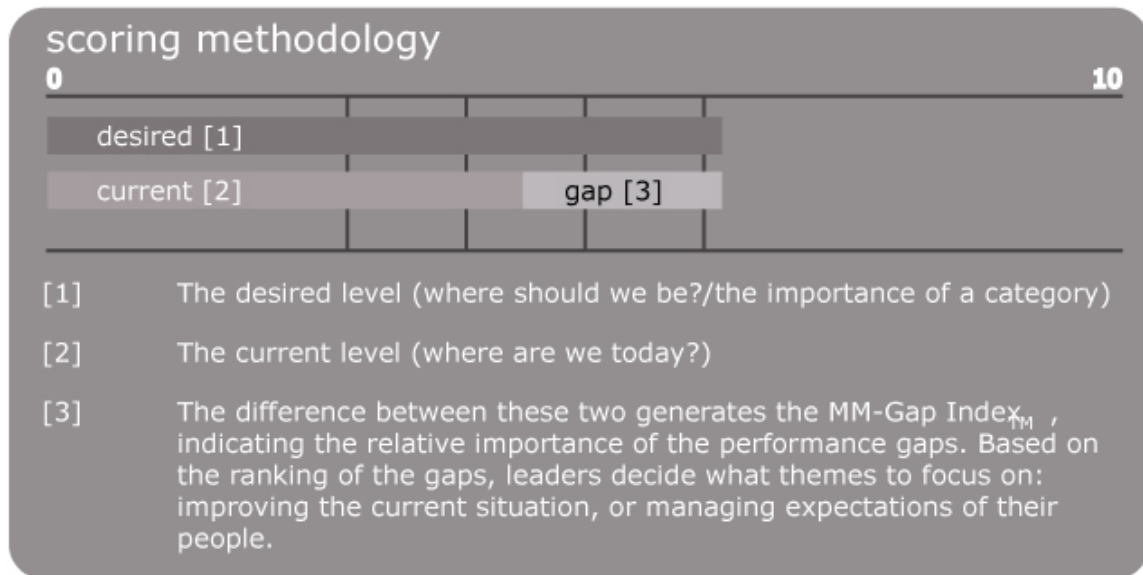 scoring methodology
0 10
desired [1]
current [2] gap [3]
[1] The desired level (where should we be?/the importance of a category)
[2] The current level (where are we today?)
[3] The difference between these two generates the MM-Gap Index™ ,
indicating the relative importance of the performance gaps. Based on
the ranking of the gaps, leaders decide what themes to focus on:
improving the current situation, or managing expectations of their
people.